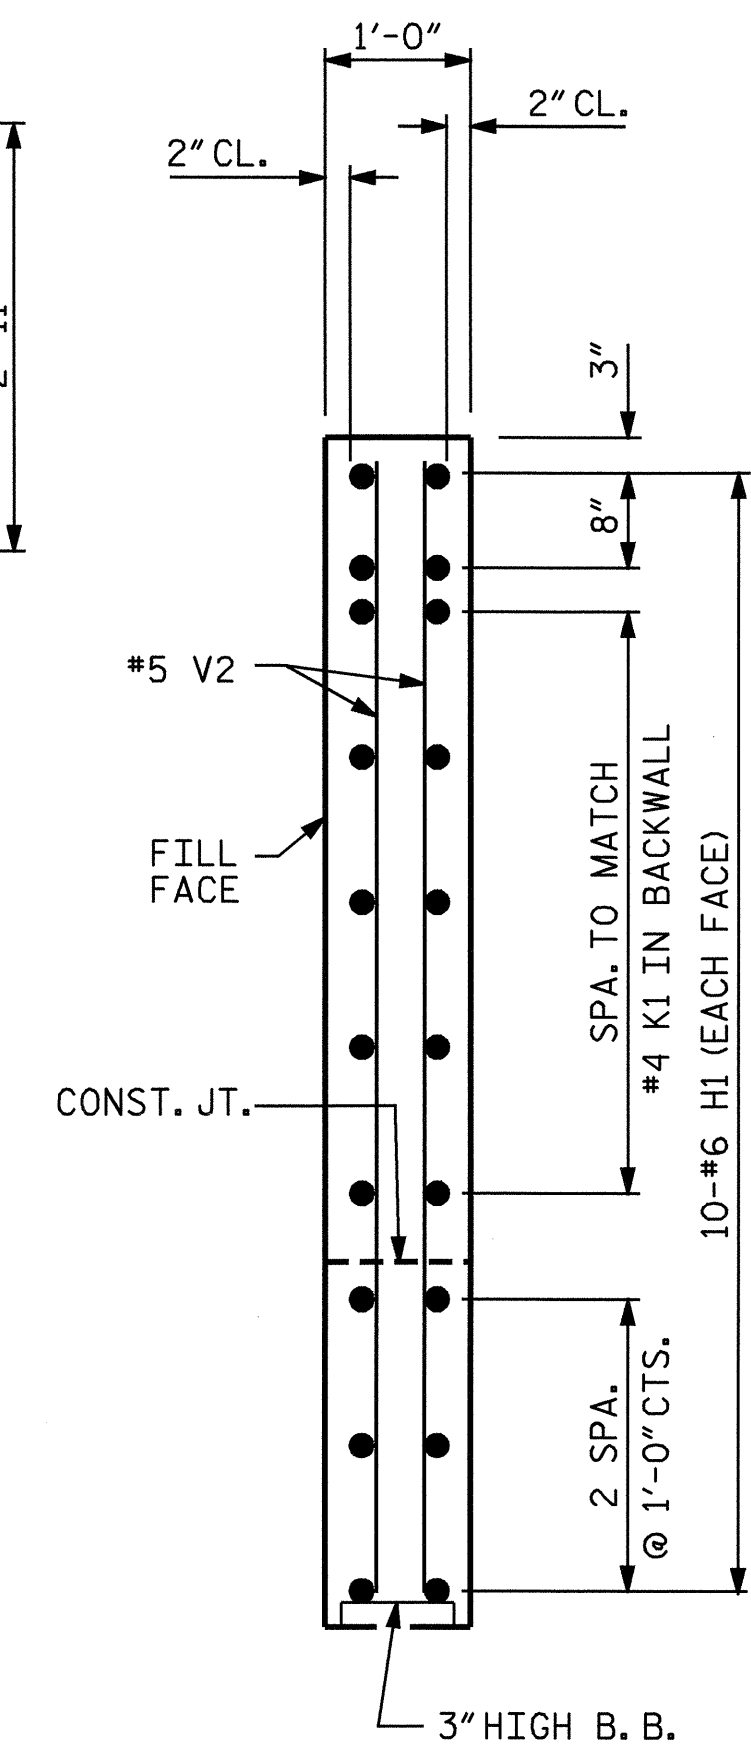 1'-0"
2" CL.
2" CL.
3"
8"
#5 V2
SPA. TO MATCH
#4 K1 IN BACKWALL
10-#6 H1 (EACH FACE)
FILL
FACE
CONST. JT.
2 SPA.
@ 1'-0" CTS.
3" HIGH B. B.